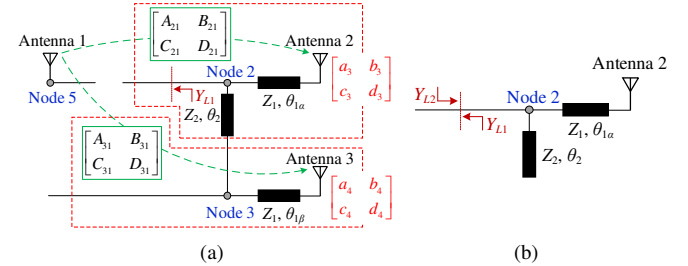 Antenna 1
A21 B21
C21 D21
Antenna 2
Node 5
YL1
Node 2
Z1, θ1α
a3 b3
c3 d3
Z2, θ2
A31 B31
C31 D31
Antenna 3
Node 3
Z1, θ1β
a4 b4
c4 d4
(a)
Antenna 2
YL2
YL1
Node 2
Z1, θ1α
Z2, θ2
(b)